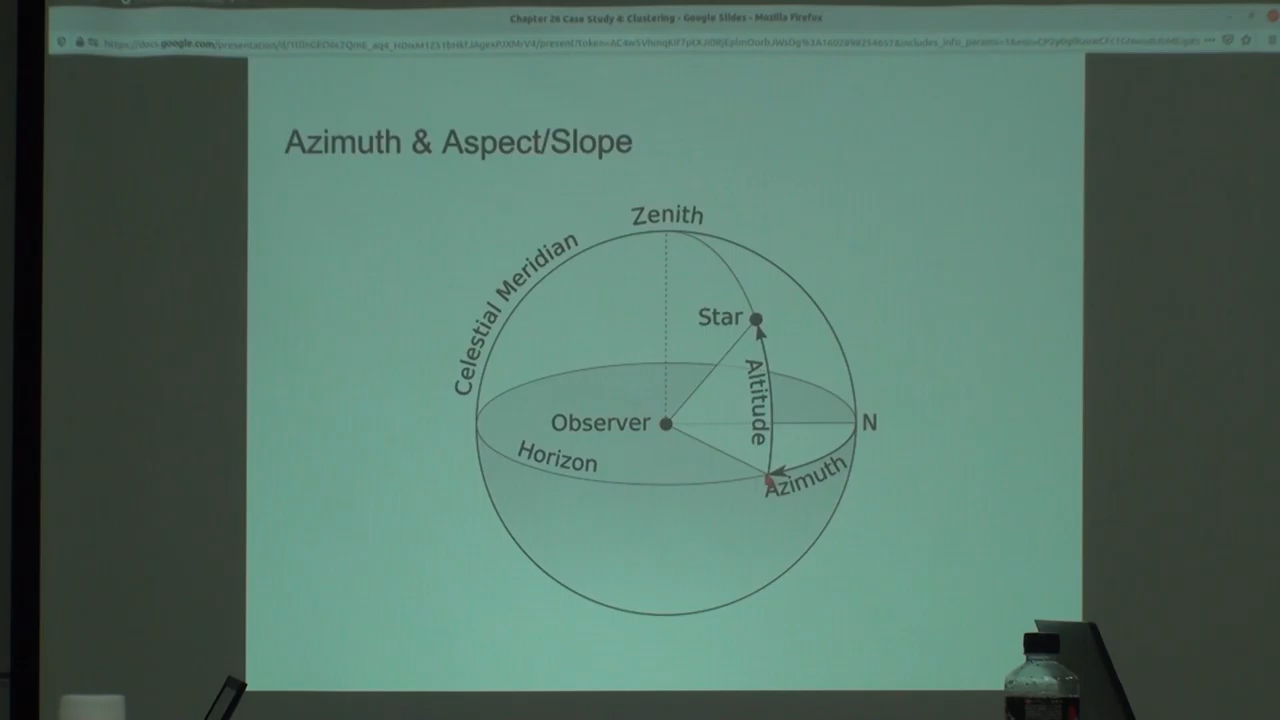 Chapter 26 Case Study 4: Clustering - Google Slides - Mozilla Firefox
Azimuth & Aspect/Slope
Zenith
Celestial Meridian
Star
Altitude
Observer
N
Horizon
Azimuth